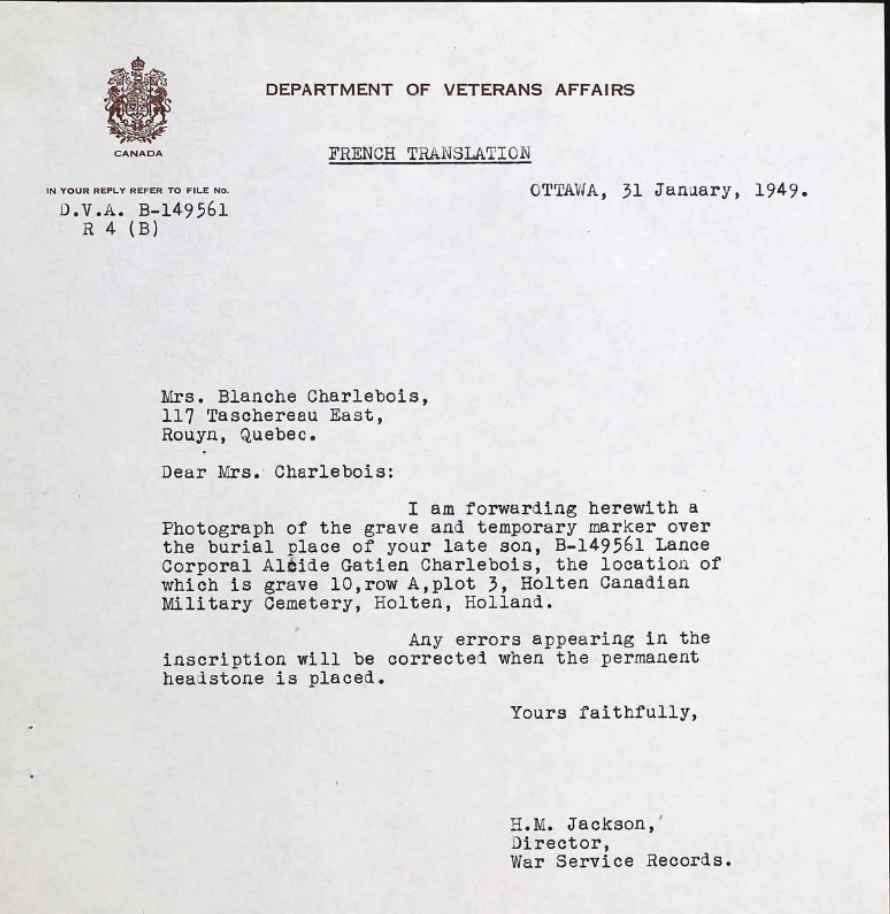 DEPARTMENT OF VETERANS AFFAIRS
CANADA
FRENCH TRANSLATION
IN YOUR REPLY REFER TO FILE No.
D.V.A. B-149561
R 4 (B)
OTTAWA, 31 January, 1949.
Mrs. Blanche Charlebois,
117 Taschereau East,
Rouyn, Quebec.
Dear Mrs. Charlebois:
I am forwarding herewith a
Photograph of the grave and temporary marker over
the burial place of your late son, B-149561 Lance
Corporal Alcide Gatien Charlebois, the location of
which is grave 10,row A,plot 3, Holten Canadian
Military Cemetery, Holten, Holland.
Any errors appearing in the
inscription will be corrected when the permanent
headstone is placed.
Yours faithfully,
H.M. Jackson,
Director,
War Service Records.